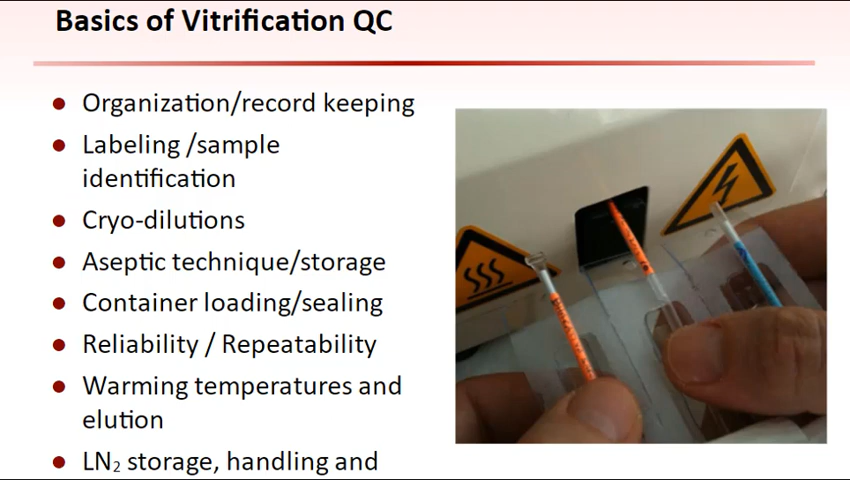 Basics of Vitrification QC
Organization/record keeping
Labeling /sample
identification
Cryo-dilutions
Aseptic technique/storage
Container loading/sealing
Reliability / Repeatability
Warming temperatures and
elution
LN₂ storage, handling and